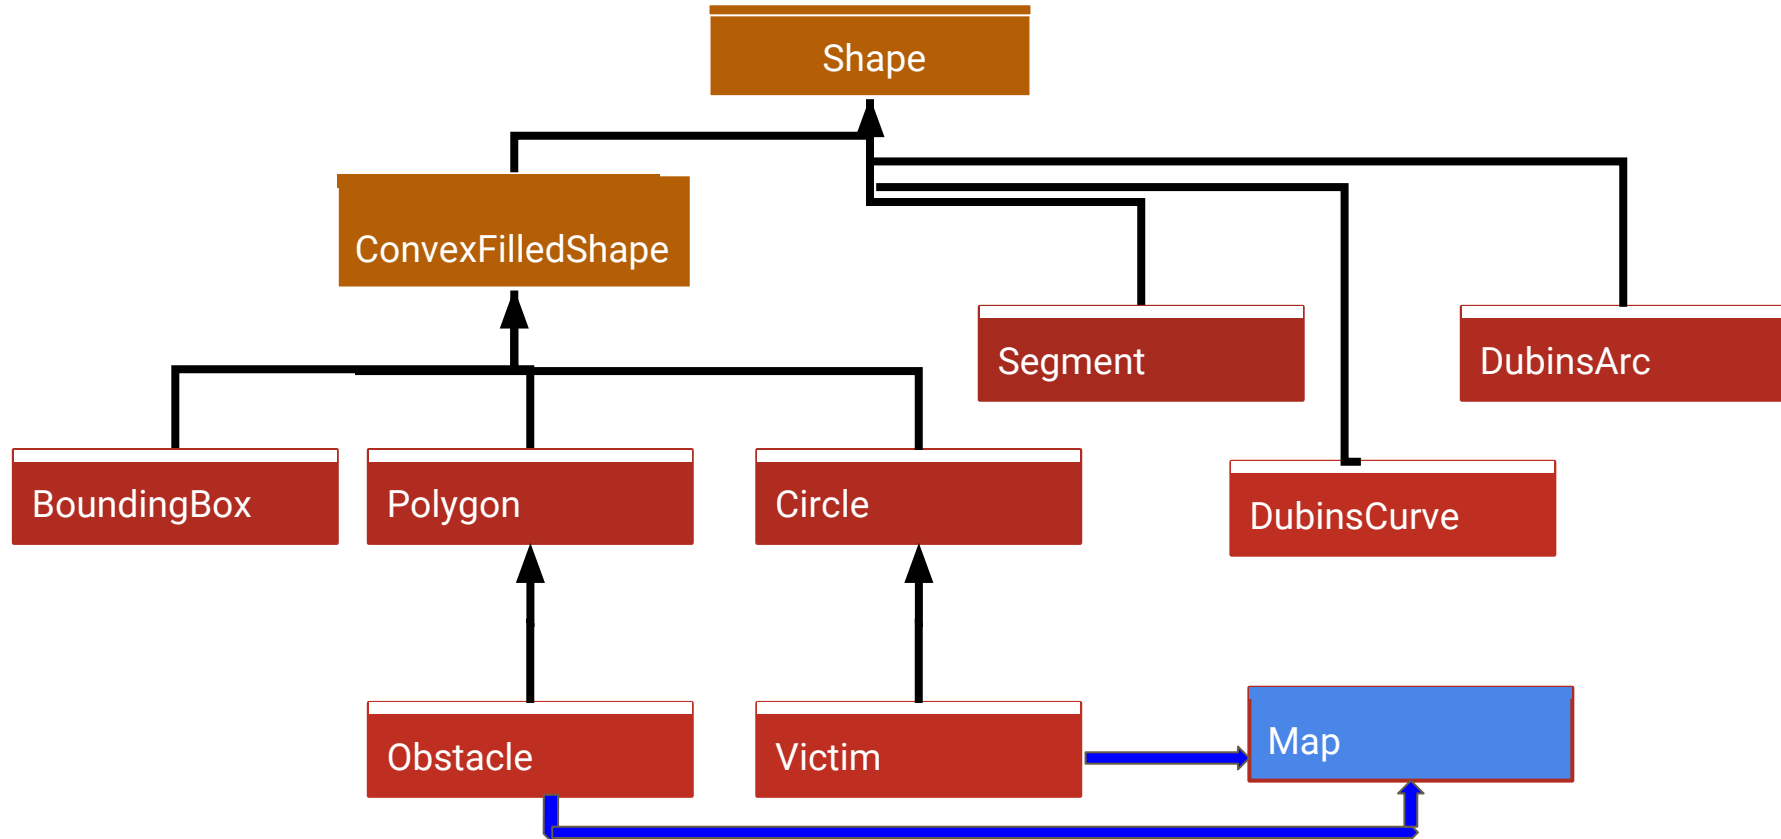 Shape
ConvexFilledShape
Segment
DubinsArc
BoundingBox
Polygon
Circle
DubinsCurve
Obstacle
Victim
Map